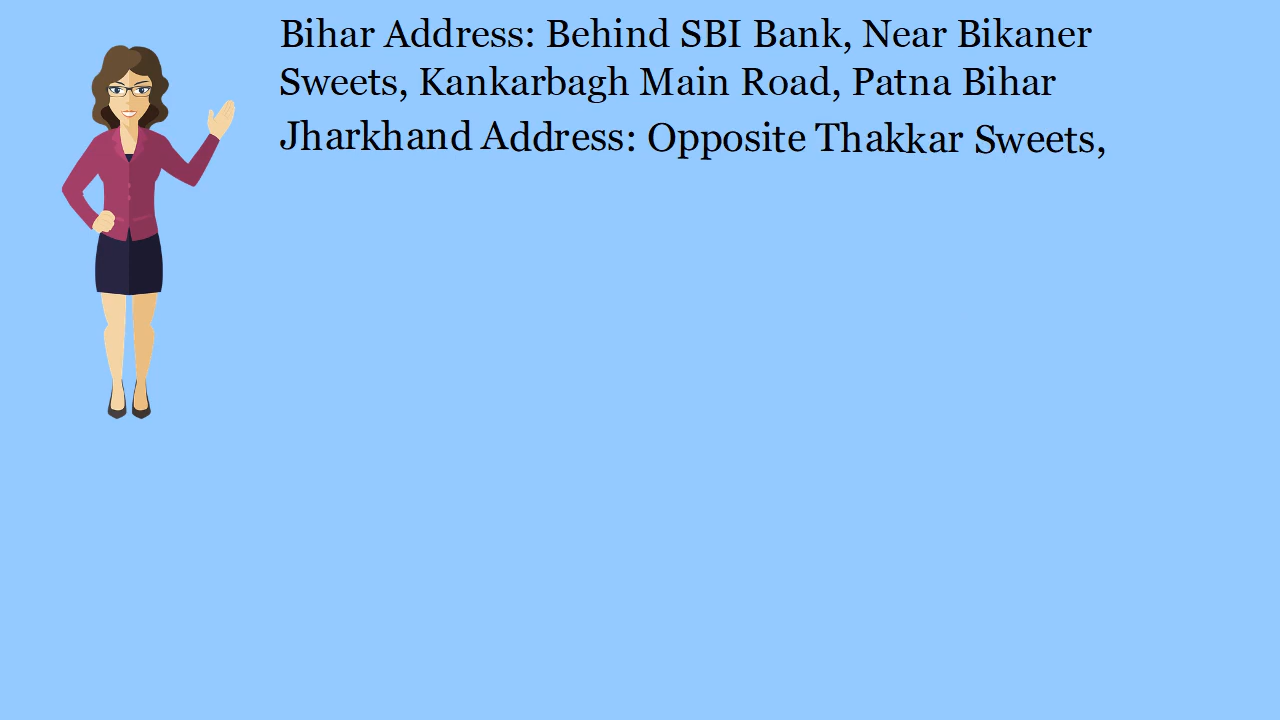 Bihar Address: Behind SBI Bank, Near Bikaner
Sweets, Kankarbagh Main Road, Patna Bihar
Jharkhand Address: Opposite Thakkar Sweets,